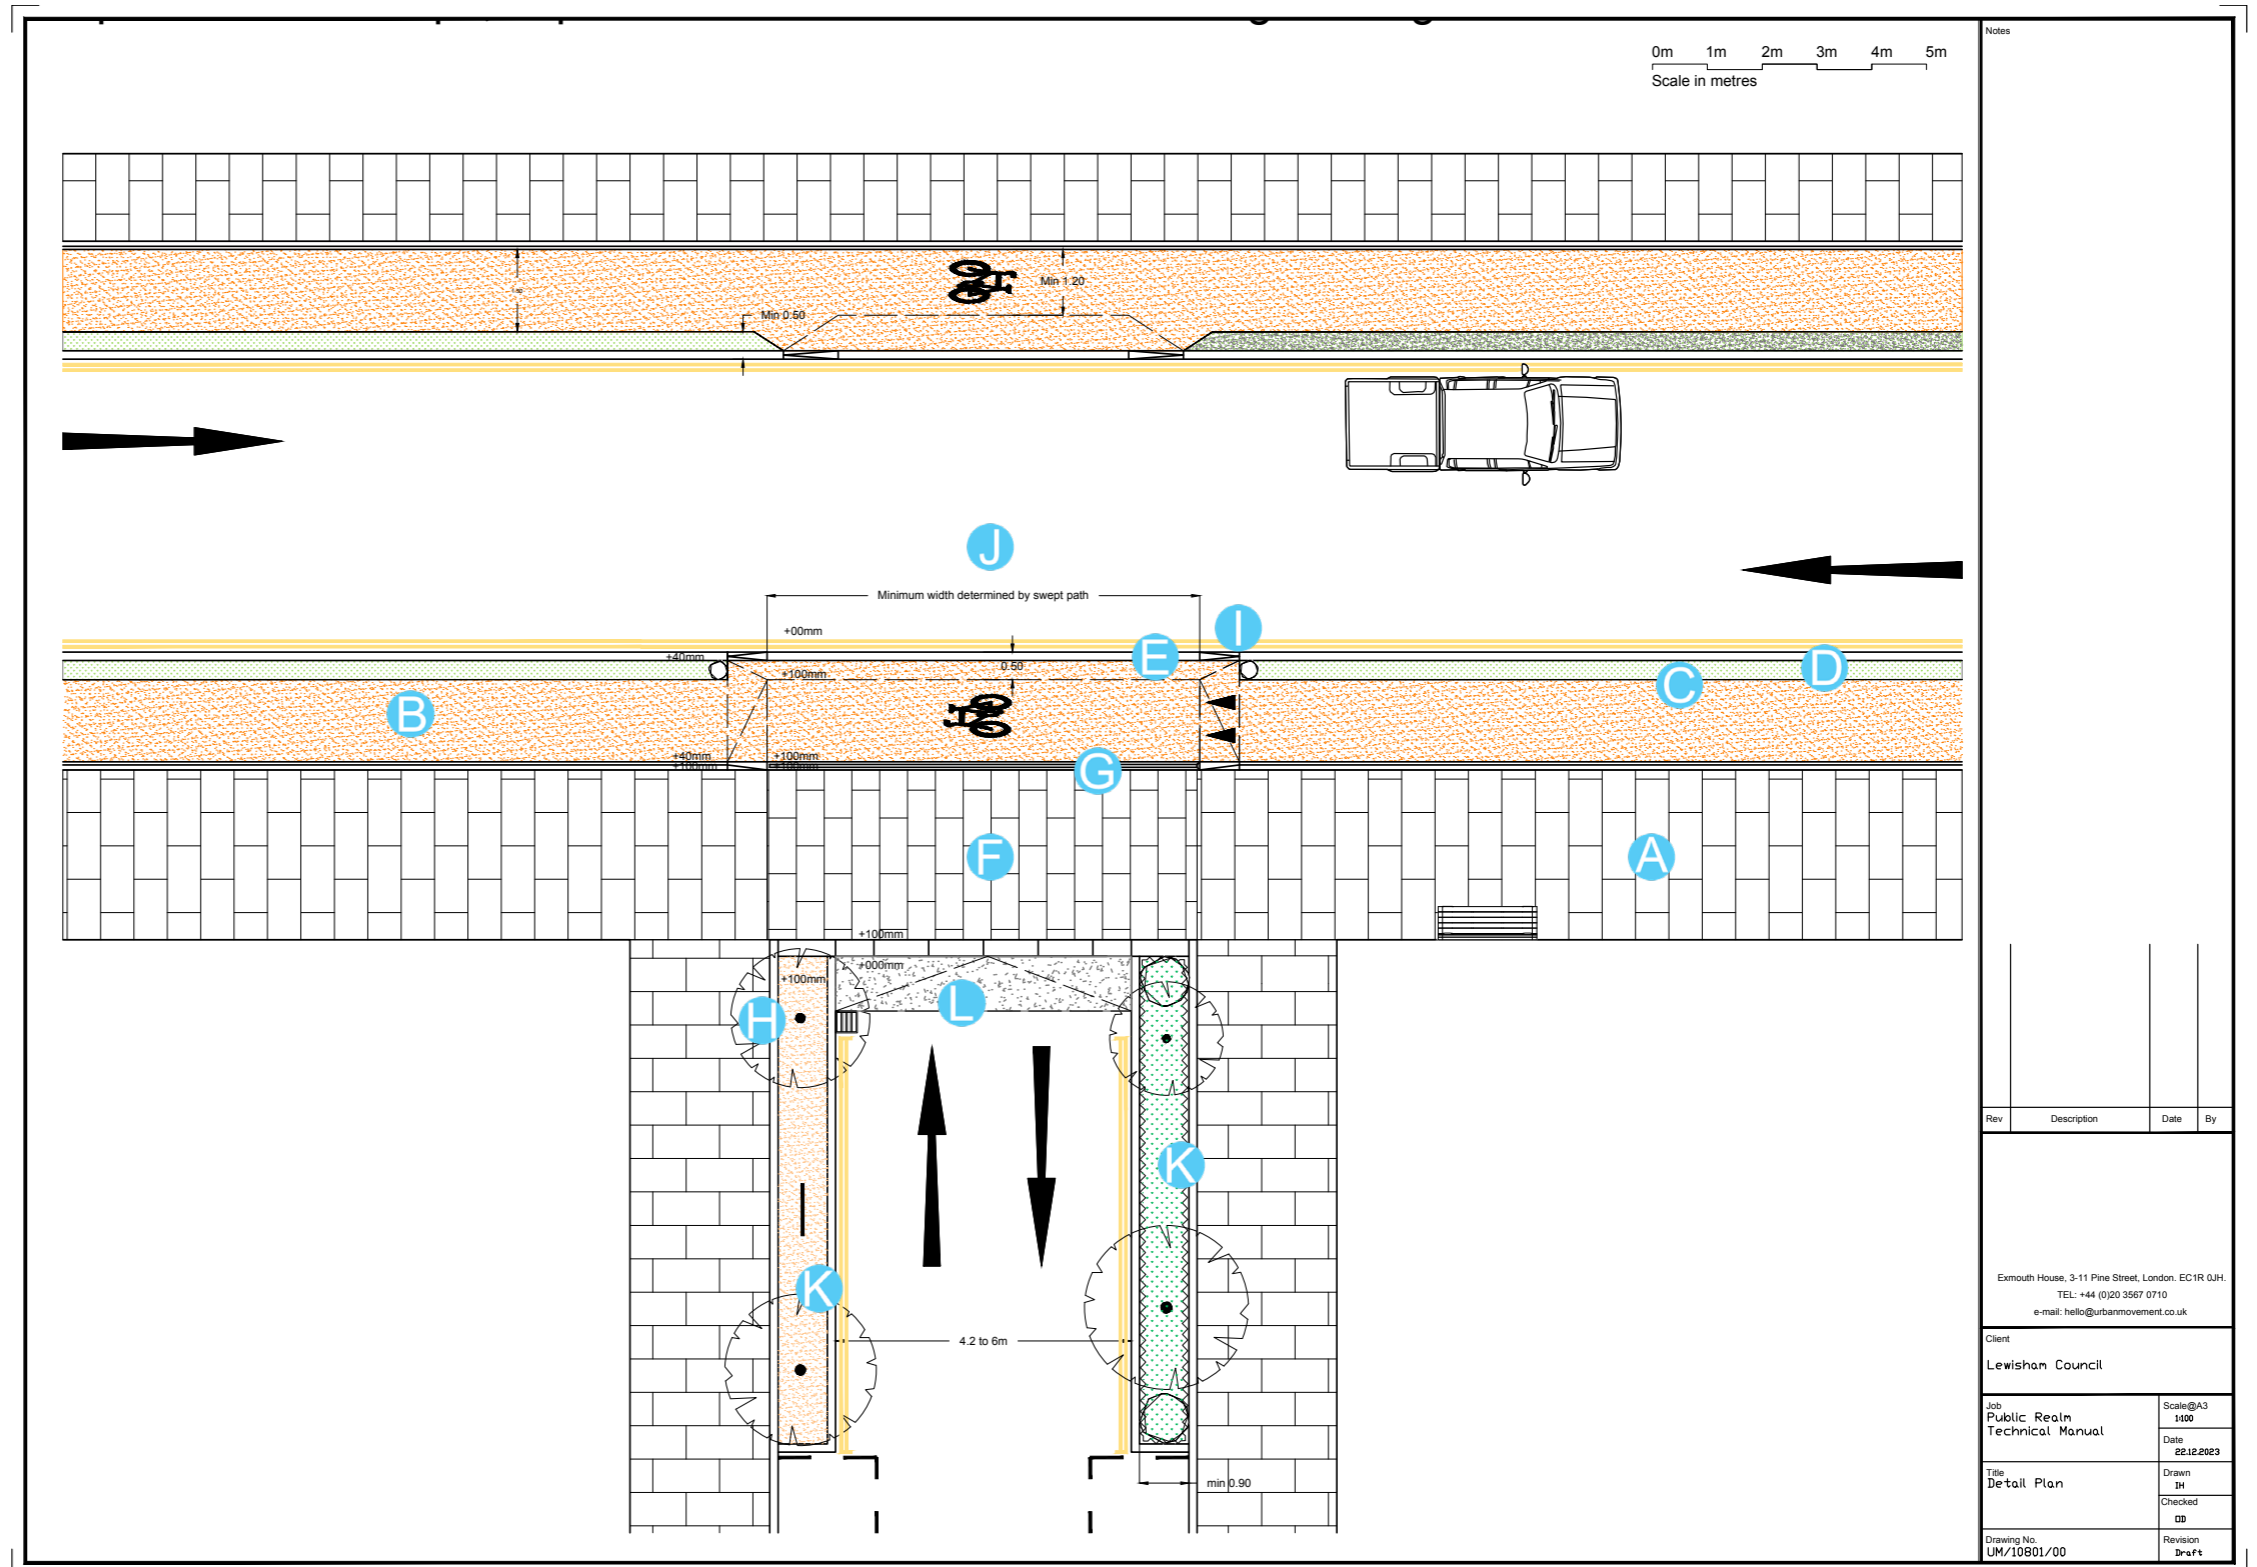 Notes
0m 1m 2m 3m 4m 5m
Scale in metres
Min 1.20
Min 0.50
J
Minimum width determined by swept path
I
+00mm
E
+40mm
0.50
+100mm
D
C
B
+40mm +100mm
+100mm +100mm
G
F
A
+100mm
+000mm
+100mm
L
H
K
K
4.2 to 6m
min 0.90
Rev Description Date By
Exmouth House, 3-11 Pine Street, London. EC1R 0JH.
TEL: +44 (0)20 3567 0710
e-mail: hello@urbanmovement.co.uk
Client
Lewisham Council
Job
Public Realm
Technical Manual
Scale@A3
1:100
Date
22.12.2023
Title
Detail Plan
Drawn
IH
Checked
OD
Drawing No.
UM/10801/00
Revision
Draft